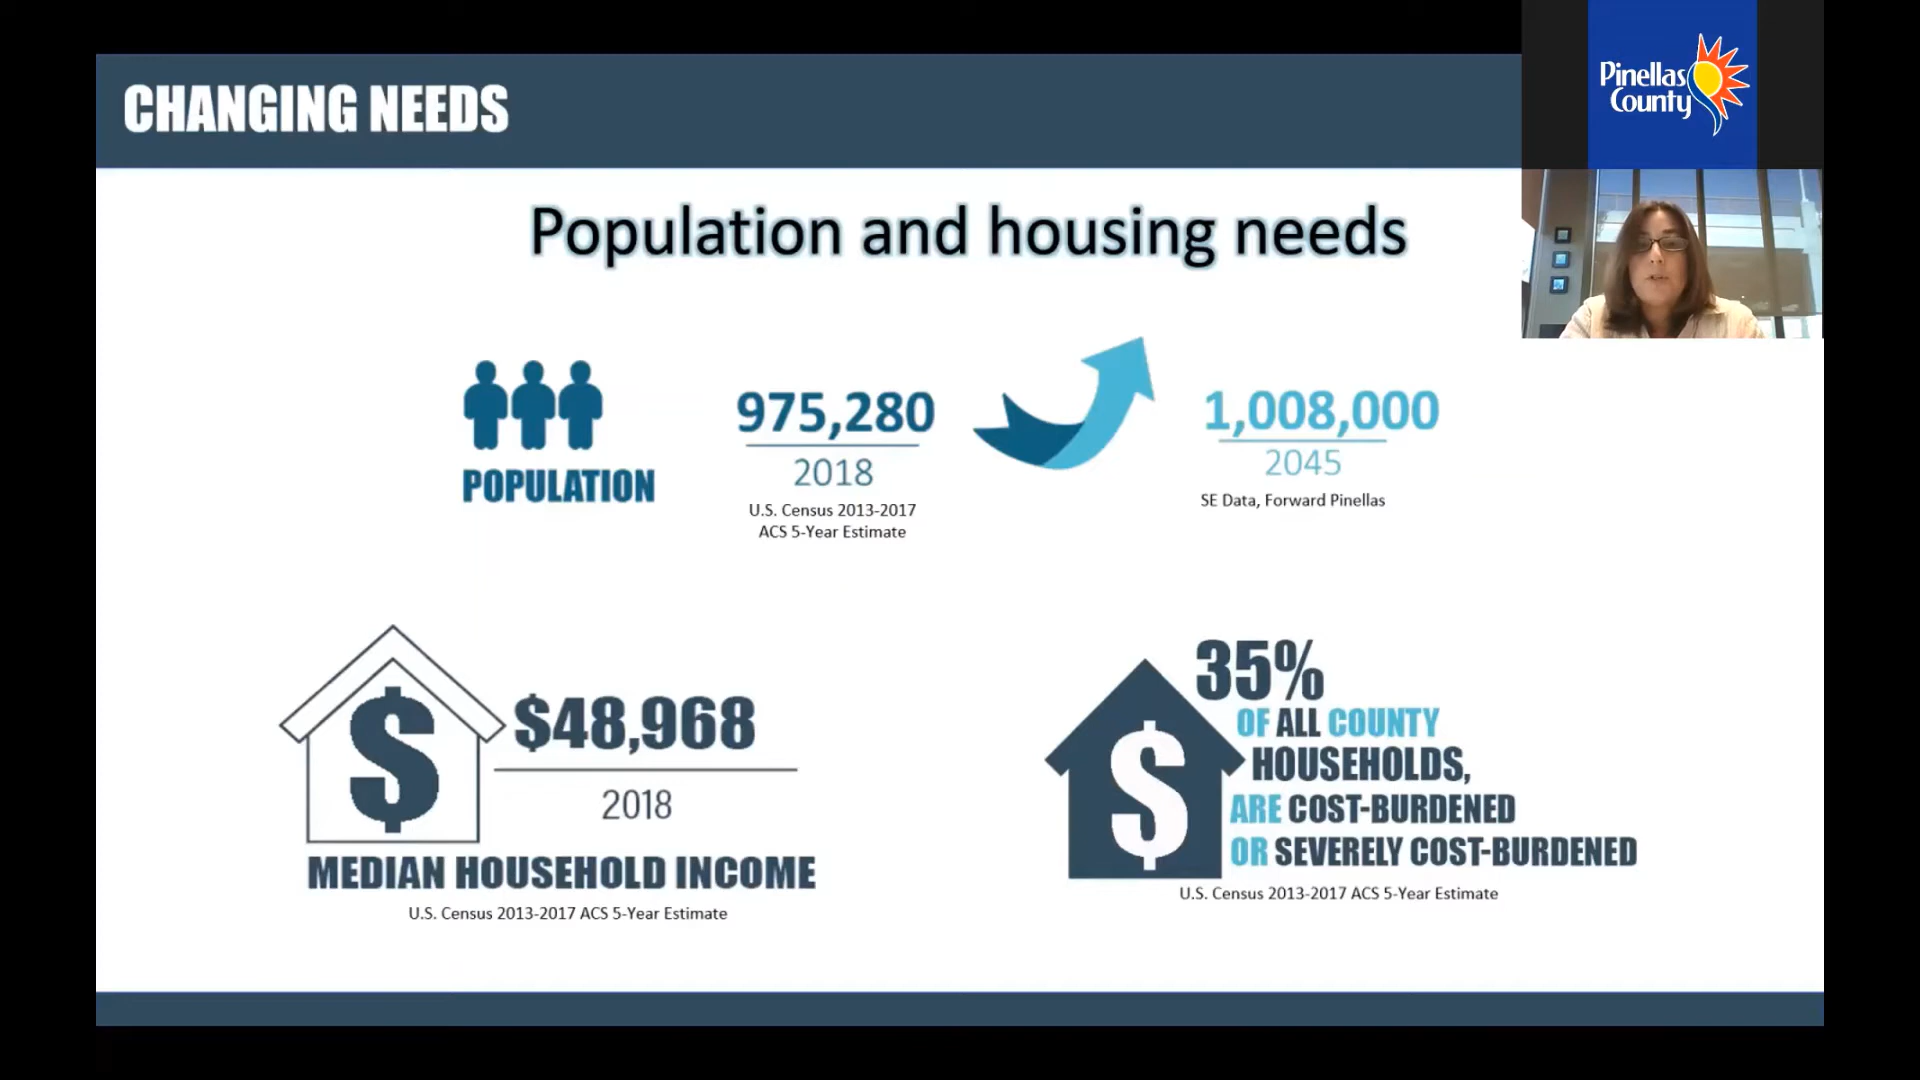 CHANGING NEEDS
Pinellas
County
Population and housing needs
POPULATION
975,280
2018
U.S. Census 2013-2017
ACS 5-Year Estimate
1,008,000
2045
SE Data, Forward Pinellas
$
$48,968
2018
MEDIAN HOUSEHOLD INCOME
U.S. Census 2013-2017 ACS 5-Year Estimate
$
35%
OF ALL COUNTY
HOUSEHOLDS,
ARE COST-BURDENED
OR SEVERELY COST-BURDENED
U.S. Census 2013-2017 ACS 5-Year Estimate